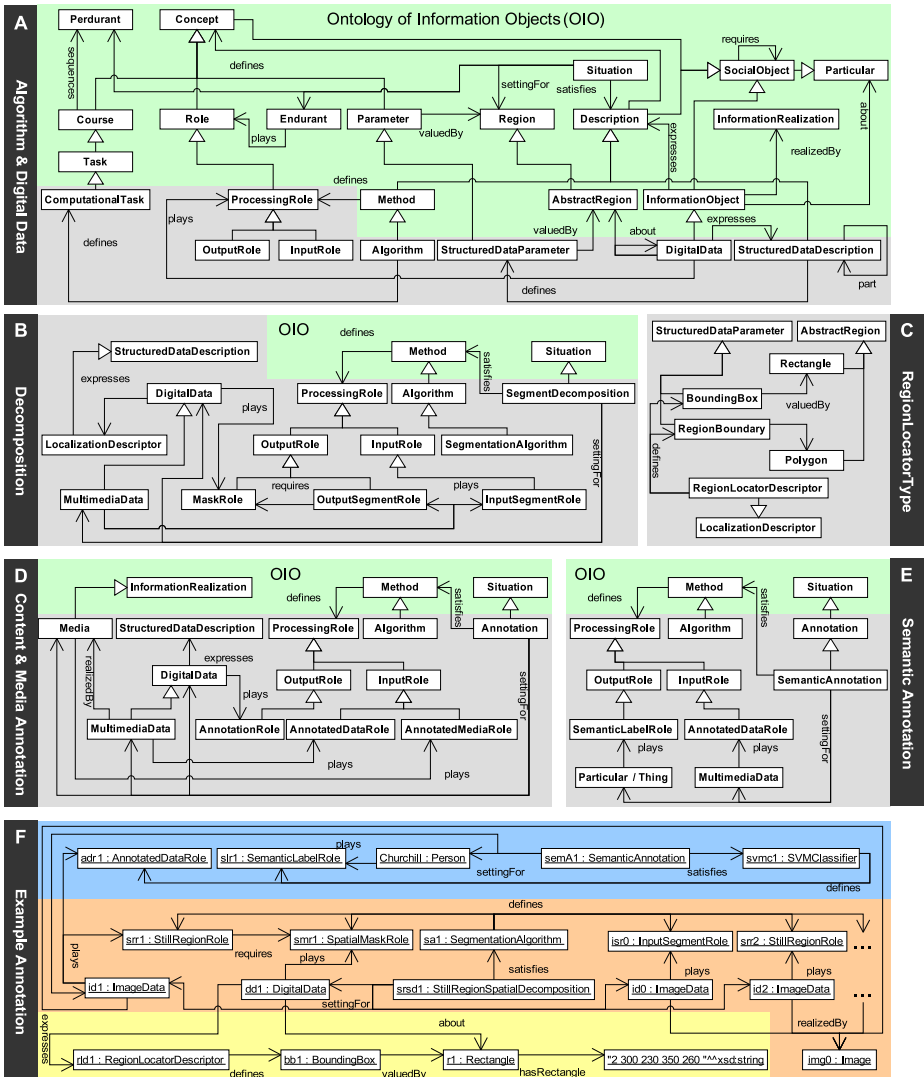 A
Algorithm & Digital Data
Ontology of Information Objects (OIO)
Perdurant
Concept
requires
defines
Situation
SocialObject
Particular
sequences
settingFor
satisfies
Course
Role
Endurant
Parameter
Region
Description
InformationRealization
about
plays
valuedBy
expresses
realizedBy
Task
defines
ComputationalTask
ProcessingRole
Method
AbstractRegion
InformationObject
plays
expresses
OutputRole
InputRole
Algorithm
StructuredDataParameter
valuedBy
about
DigitalData
StructuredDataDescription
defines
defines
part
B
Decomposition
OIO
defines
StructuredDataDescription
Method
satisfies
Situation
expresses
DigitalData
plays
ProcessingRole
Algorithm
SegmentDecomposition
LocalizationDescriptor
OutputRole
InputRole
SegmentationAlgorithm
settingFor
MultimediaData
MaskRole
requires
OutputSegmentRole
plays
InputSegmentRole
C
RegionLocatorType
StructuredDataParameter
AbstractRegion
Rectangle
BoundingBox
valuedBy
RegionBoundary
defines
Polygon
RegionLocatorDescriptor
LocalizationDescriptor
D
Content & Media Annotation
OIO
InformationRealization
defines
Method
satisfies
Situation
Media
StructuredDataDescription
ProcessingRole
Algorithm
Annotation
realizedBy
expresses
DigitalData
plays
OutputRole
InputRole
settingFor
MultimediaData
AnnotationRole
AnnotatedDataRole
AnnotatedMediaRole
plays
plays
E
Semantic Annotation
OIO
defines
Method
satisfies
Situation
ProcessingRole
Algorithm
Annotation
OutputRole
InputRole
SemanticAnnotation
SemanticLabelRole
AnnotatedDataRole
settingFor
plays
plays
Particular / Thing
MultimediaData
F
Example Annotation
plays
adr1 : AnnotatedDataRole
slr1 : SemanticLabelRole
Churchill : Person
semA1 : SemanticAnnotation
svmc1 : SVMClassifier
settingFor
satisfies
defines
defines
srr1 : StillRegionRole
smr1 : SpatialMaskRole
sa1 : SegmentationAlgorithm
isr0 : InputSegmentRole
srr2 : StillRegionRole
...
plays
requires
plays
satisfies
plays
plays
id1 : ImageData
dd1 : DigitalData
settingFor
srsd1 : StillRegionSpatialDecomposition
id0 : ImageData
id2 : ImageData
...
expresses
about
realizedBy
rld1 : RegionLocatorDescriptor
defines
bb1 : BoundingBox
valuedBy
r1 : Rectangle
hasRectangle
"2 300 230 350 260 "^^xsd:string
img0 : Image